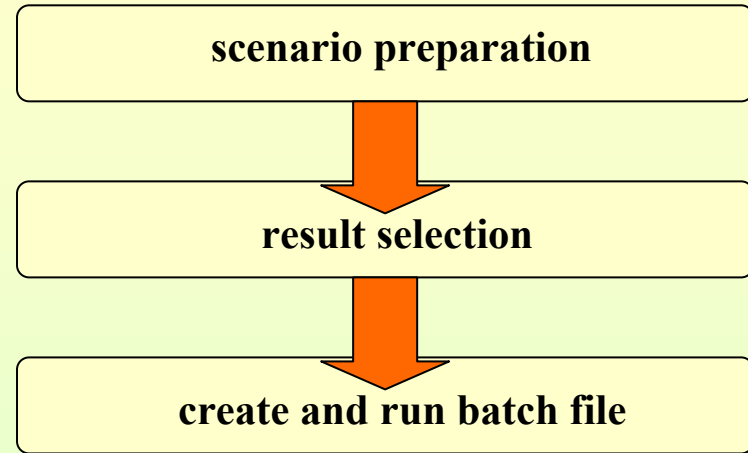 scenario preparation
result selection
create and run batch file